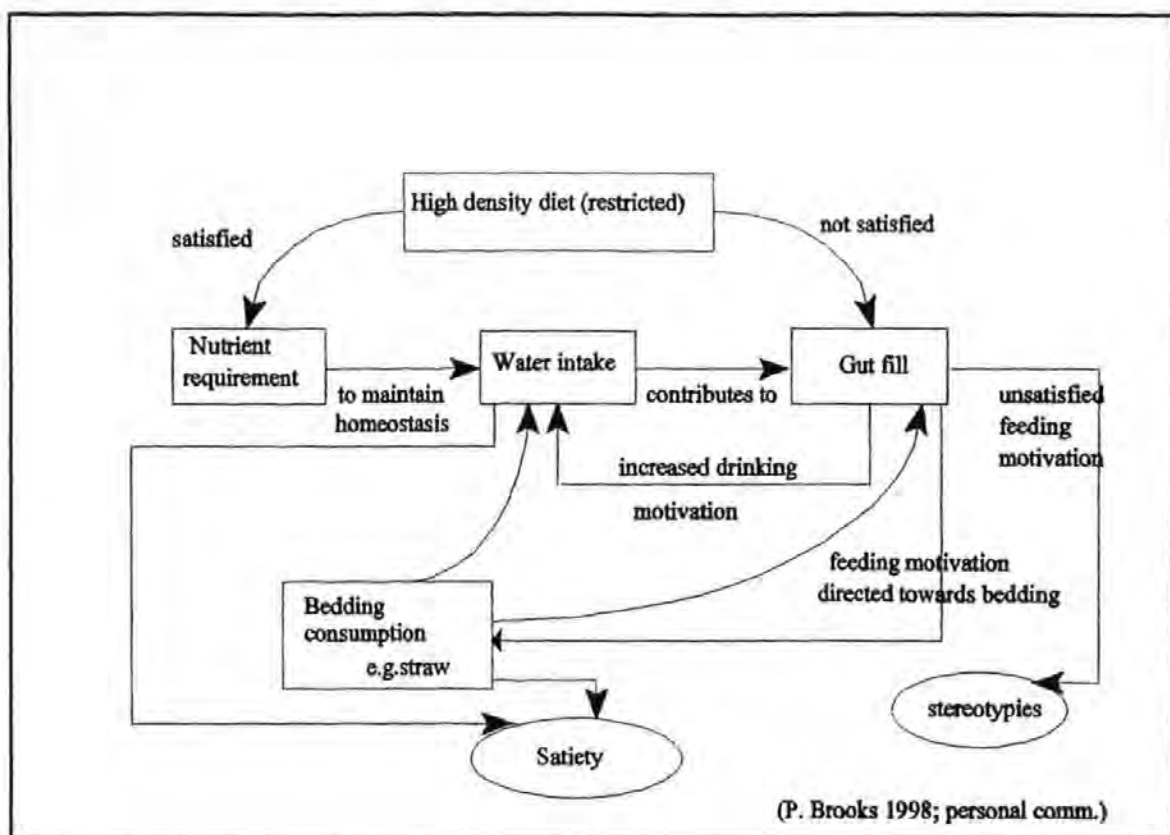 High density diet (restricted)
satisfied
not satisfied
Nutrient
requirement
Water intake
Gut fill
to maintain
homeostasis
contributes to
unsatisfied
feeding
motivation
increased drinking
motivation
feeding motivation
directed towards bedding
Bedding
consumption
e.g.straw
stereotypies
Satiety
(P. Brooks 1998; personal comm.)